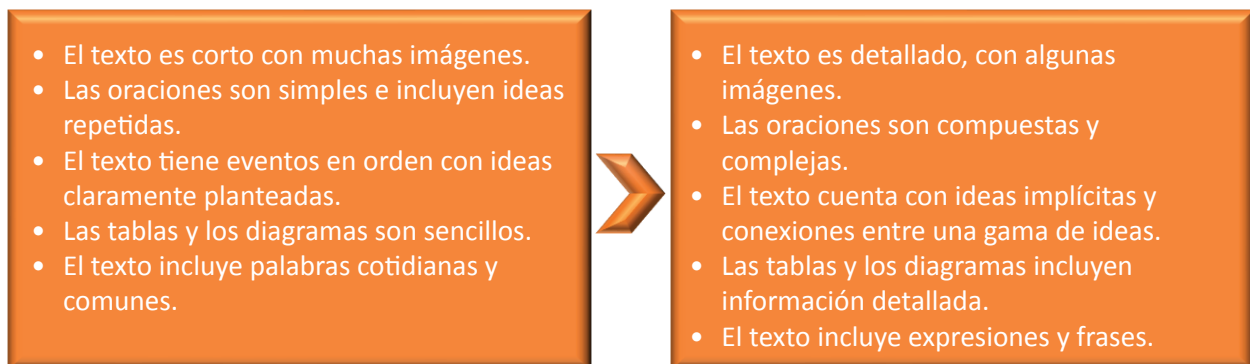 • El texto es corto con muchas imágenes.
• Las oraciones son simples e incluyen ideas
repetidas.
• El texto tiene eventos en orden con ideas
claramente planteadas.
• Las tablas y los diagramas son sencillos.
• El texto incluye palabras cotidianas y
comunes.
• El texto es detallado, con algunas
imágenes.
• Las oraciones son compuestas y
complejas.
• El texto cuenta con ideas implícitas y
conexiones entre una gama de ideas.
• Las tablas y los diagramas incluyen
información detallada.
• El texto incluye expresiones y frases.